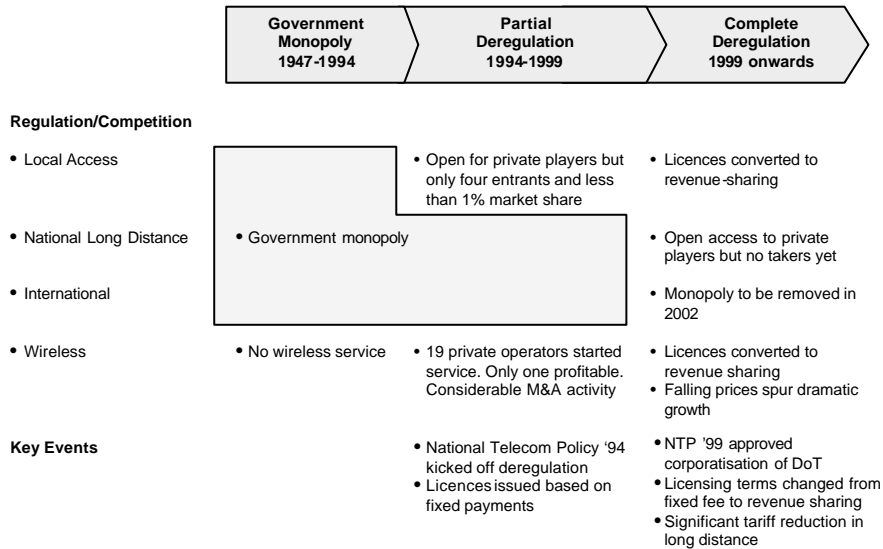 Government
Monopoly
1947-1994
Partial
Deregulation
1994-1999
Complete
Deregulation
1999 onwards
Regulation/Competition
• Local Access
• Open for private players but
only four entrants and less
than 1% market share
• Licences converted to
revenue-sharing
• National Long Distance
• Government monopoly
• Open access to private
players but no takers yet
• International
• Monopoly to be removed in
2002
• Wireless
• No wireless service
• 19 private operators started
service. Only one profitable.
Considerable M&A activity
• Licences converted to
revenue sharing
• Falling prices spur dramatic
growth
Key Events
• National Telecom Policy ‘94
kicked off deregulation
• Licences issued based on
fixed payments
• NTP ’99 approved
corporatisation of DoT
• Licensing terms changed from
fixed fee to revenue sharing
• Significant tariff reduction in
long distance